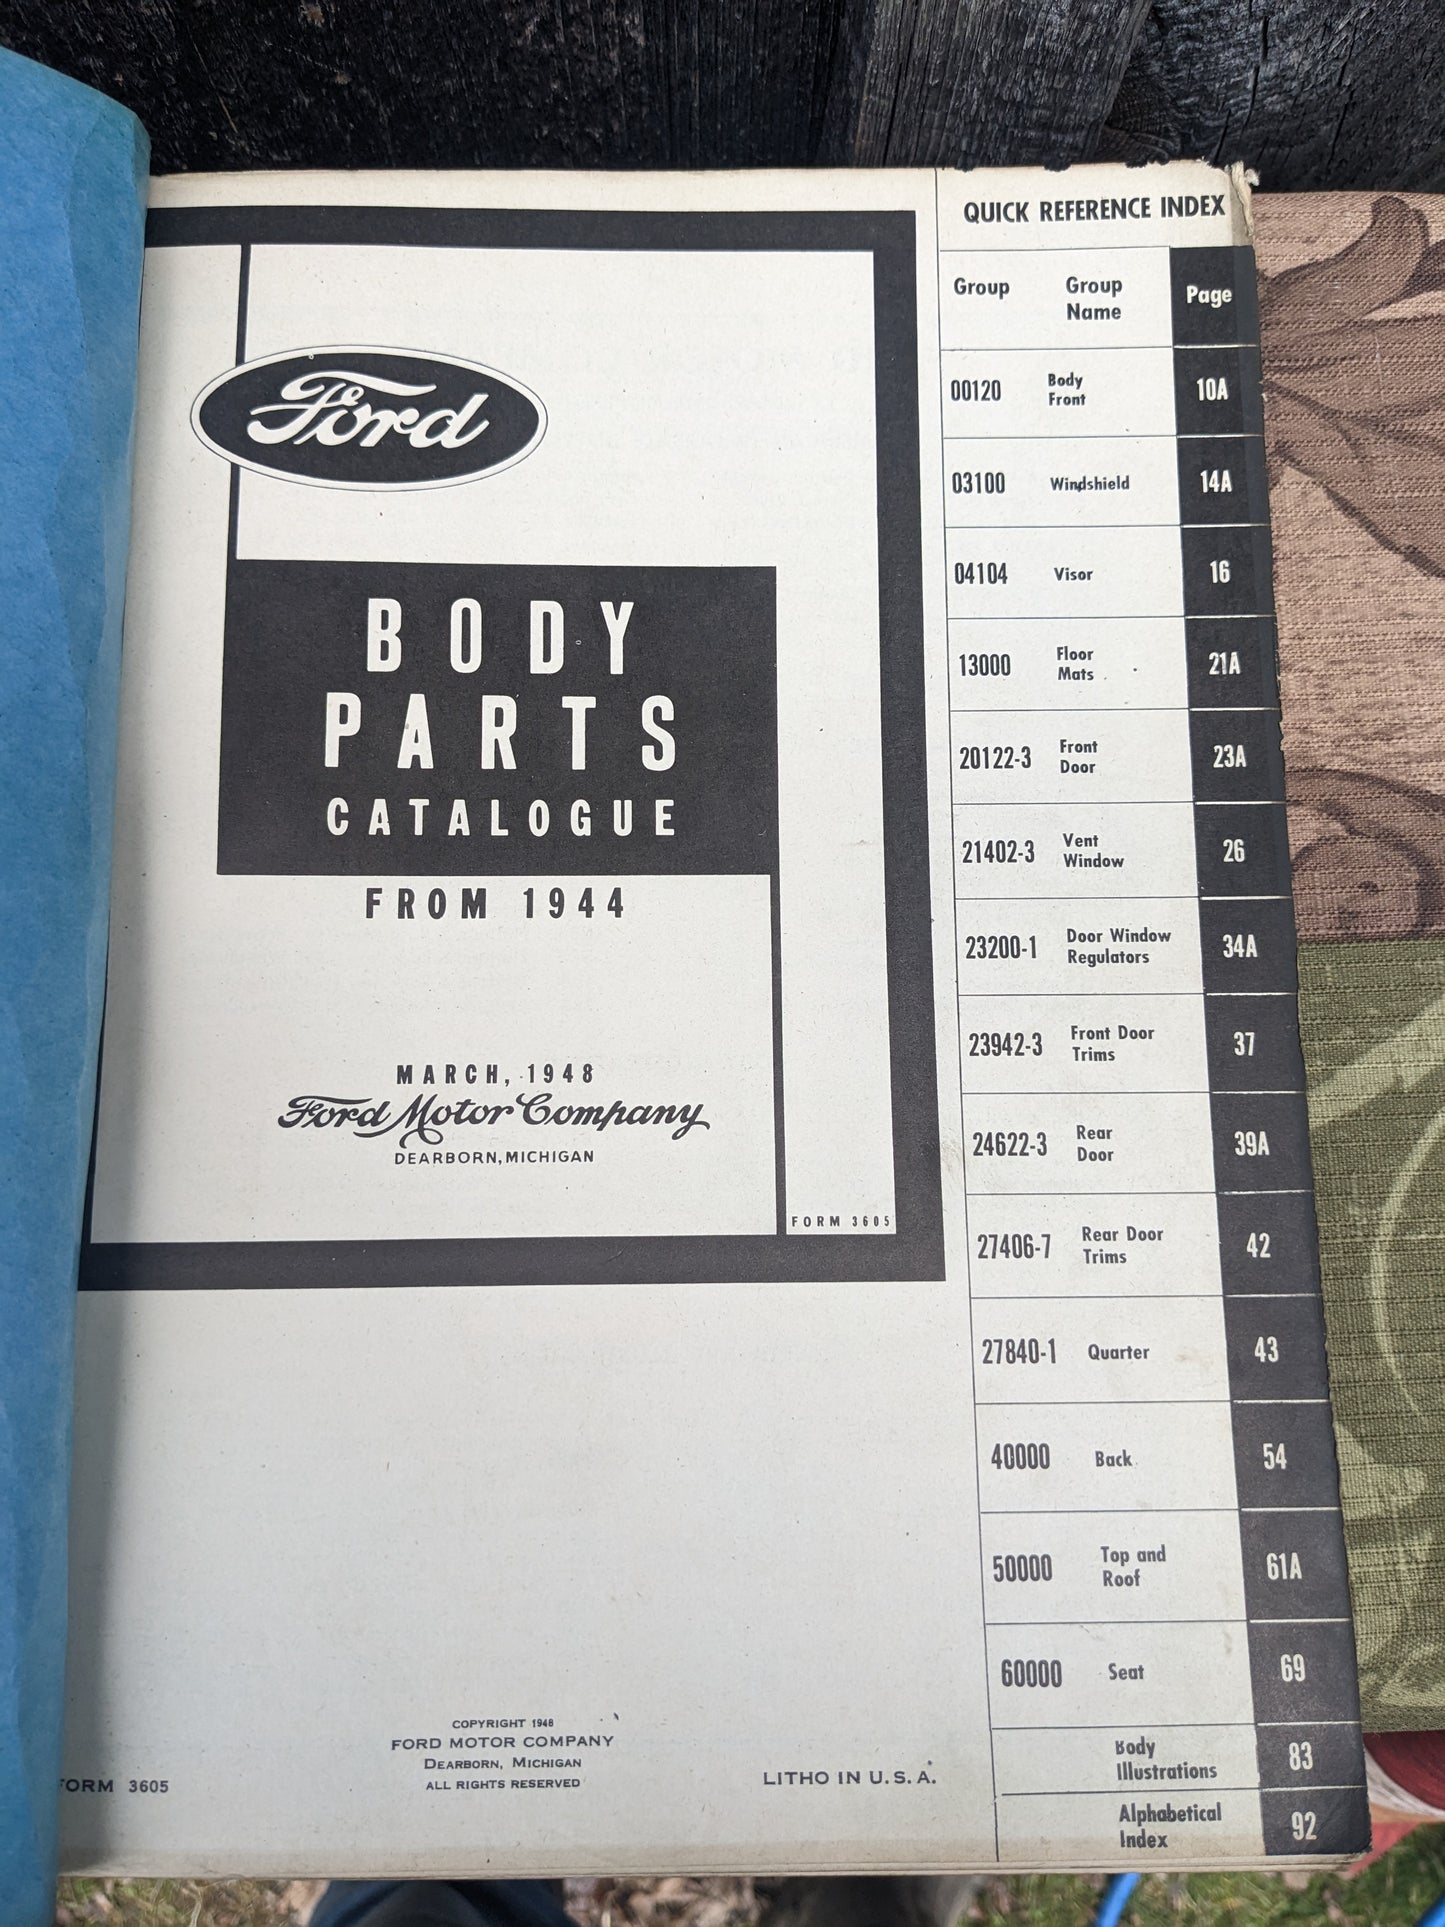 Ford
BODY
PARTS
CATALOGUE
FROM 1944
MARCH, 1948
Ford Motor Company
DEARBORN, MICHIGAN
FORM 3605
COPYRIGHT 1948
FORD MOTOR COMPANY
DEARBORN, MICHIGAN
ALL RIGHTS RESERVED
FORM 3605
LITHO IN U.S.A.
QUICK REFERENCE INDEX
Group Group Name Page
00120 Body Front 10A
03100 Windshield 14A
04104 Visor 16
13000 Floor Mats 21A
20122-3 Front Door 23A
21402-3 Vent Window 26
23200-1 Door Window Regulators 34A
23942-3 Front Door Trims 37
24622-3 Rear Door 39A
27406-7 Rear Door Trims 42
27840-1 Quarter 43
40000 Back 54
50000 Top and Roof 61A
60000 Seat 69
Body Illustrations 83
Alphabetical Index 92